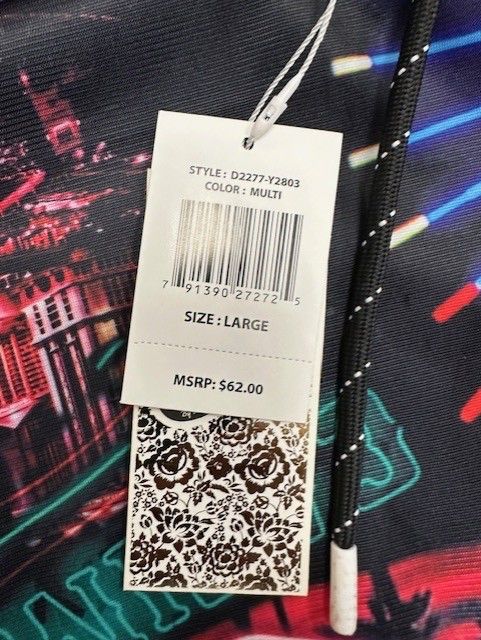 STYLE : D2277-Y2803
COLOR : MULTI
7 91390 27272 5
SIZE : LARGE
MSRP: $62.00